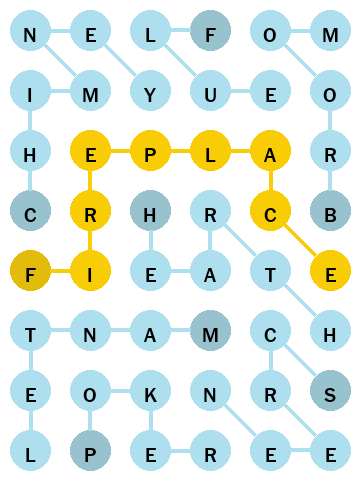 N E L F O M
I M Y U E O
H E P L A R
C R H R C B
F I E A T E
T N A M C H
E O K N R S
L P E R E E